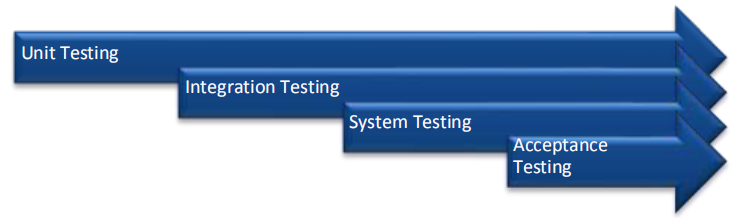 Unit Testing
Integration Testing
System Testing
Acceptance
Testing